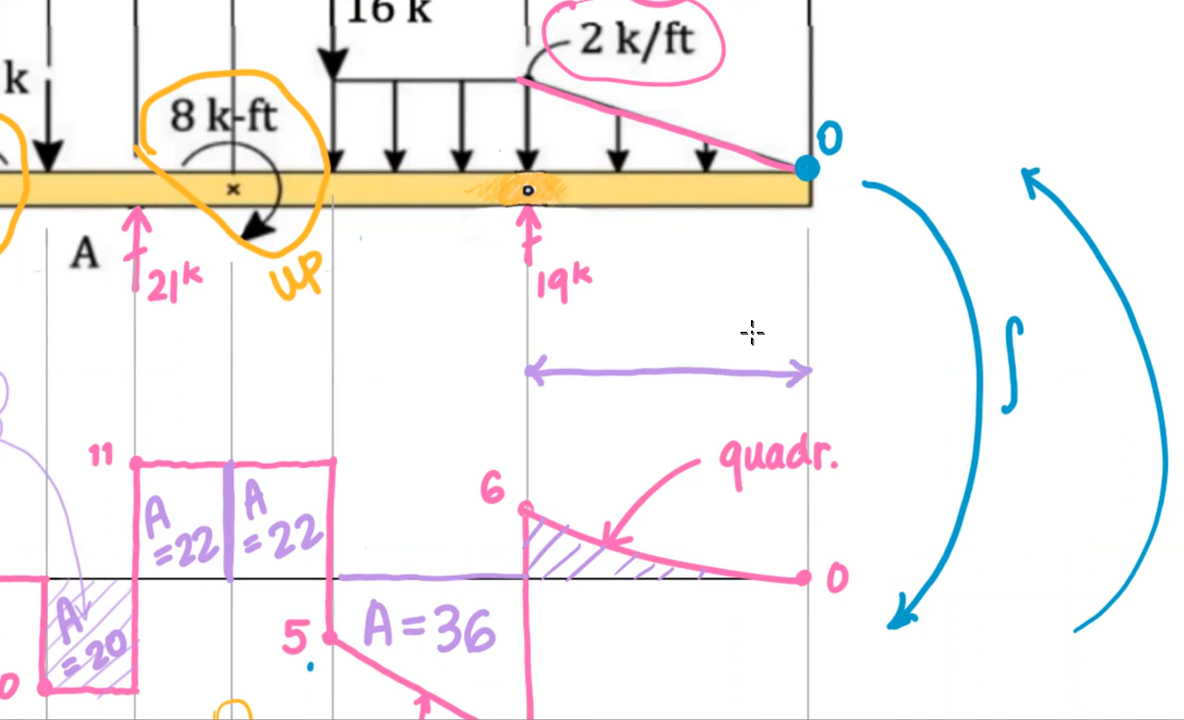 16 k
k
2 k/ft
8 k-ft
0
A
21k
UP
19k
∫
11
quadr.
6
A
=22
A
=22
0
5
A=36
A
=20
0